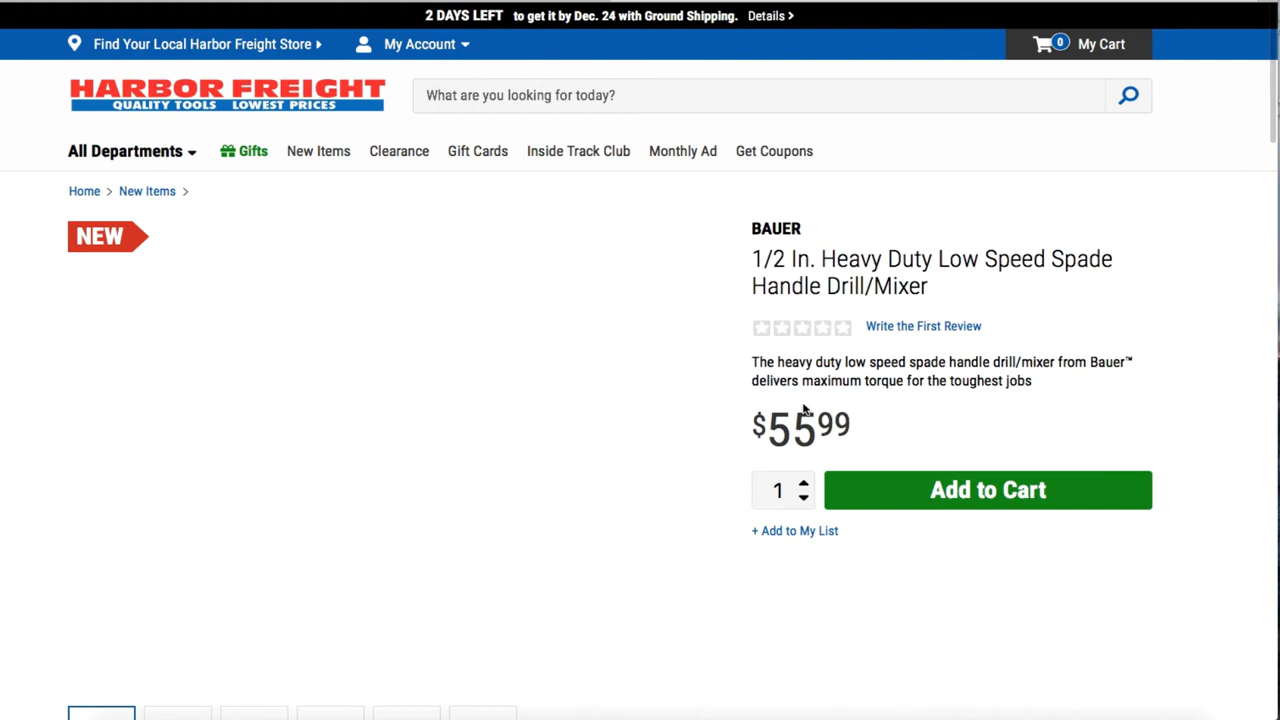 2 DAYS LEFT to get it by Dec. 24 with Ground Shipping. Details >
Find Your Local Harbor Freight Store
My Account
0 My Cart
HARBOR FREIGHT
QUALITY TOOLS LOWEST PRICES
What are you looking for today?
All Departments
Gifts
New Items
Clearance
Gift Cards
Inside Track Club
Monthly Ad
Get Coupons
Home > New Items >
NEW
BAUER
1/2 In. Heavy Duty Low Speed Spade
Handle Drill/Mixer
Write the First Review
The heavy duty low speed spade handle drill/mixer from Bauer™
delivers maximum torque for the toughest jobs
$55 99
1
Add to Cart
+ Add to My List